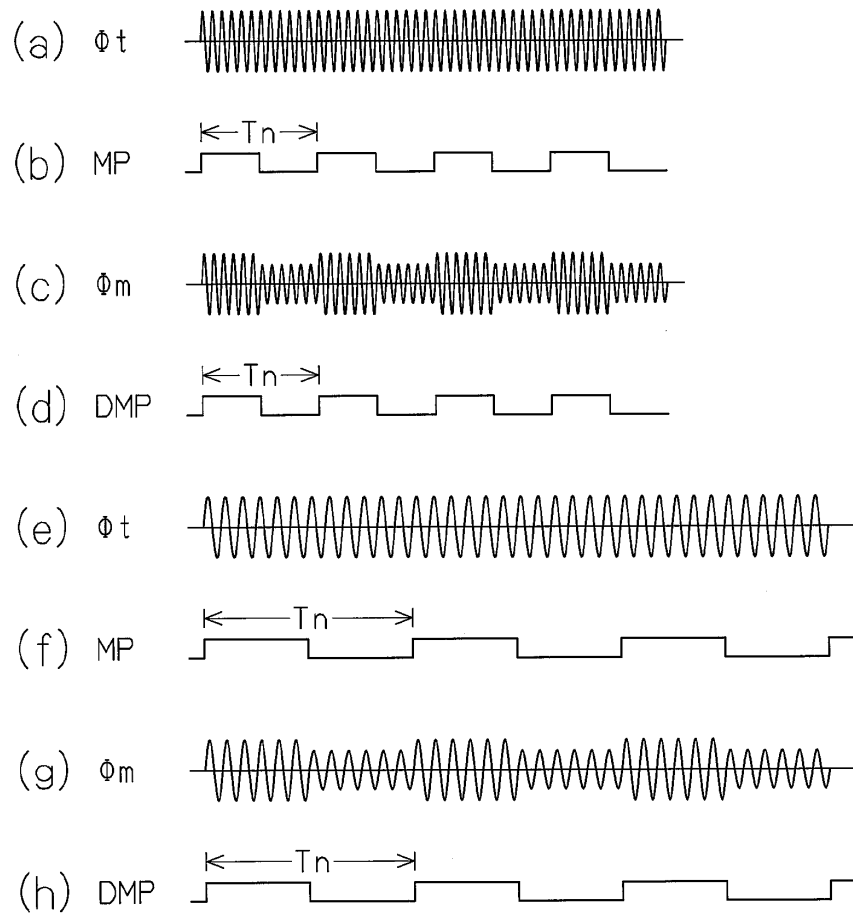 (a) Φt
Tn
(b) MP
(c) Φm
Tn
(d) DMP
(e) Φt
Tn
(f) MP
(g) Φm
Tn
(h) DMP